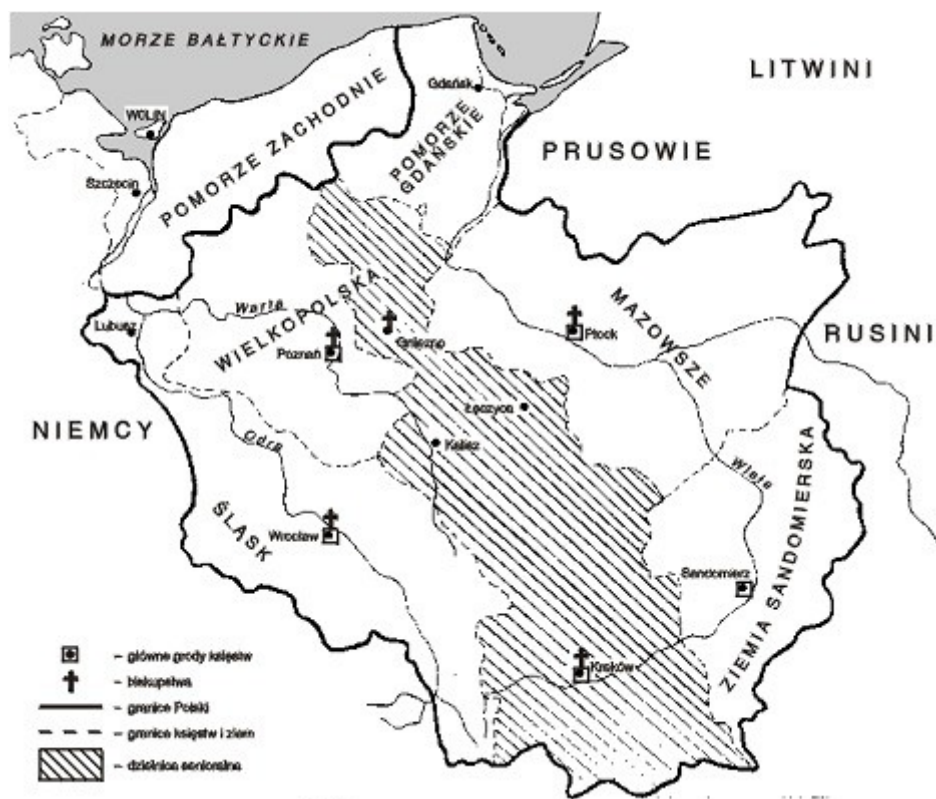 MORZE BAŁTYCKIE
LITWINI
Gdańsk
WOLIN
POMORZE ZACHODNIE
POMORZE
GDAŃSKIE
PRUSOWIE
Szczecin
Warta
WIELKOPOLSKA
MAZOWSZE
Lubusz
Poznań
Gniezno
Płock
RUSINI
NIEMCY
Łęczyca
Odra
Kalisz
Wisła
ŚLĄSK
Wrocław
ZIEMIA SANDOMIERSKA
Sandomierz
Kraków
– główne grody księstw
– biskupstwa
– granice Polski
– granice księstw i ziem
– dzielnica senioralna